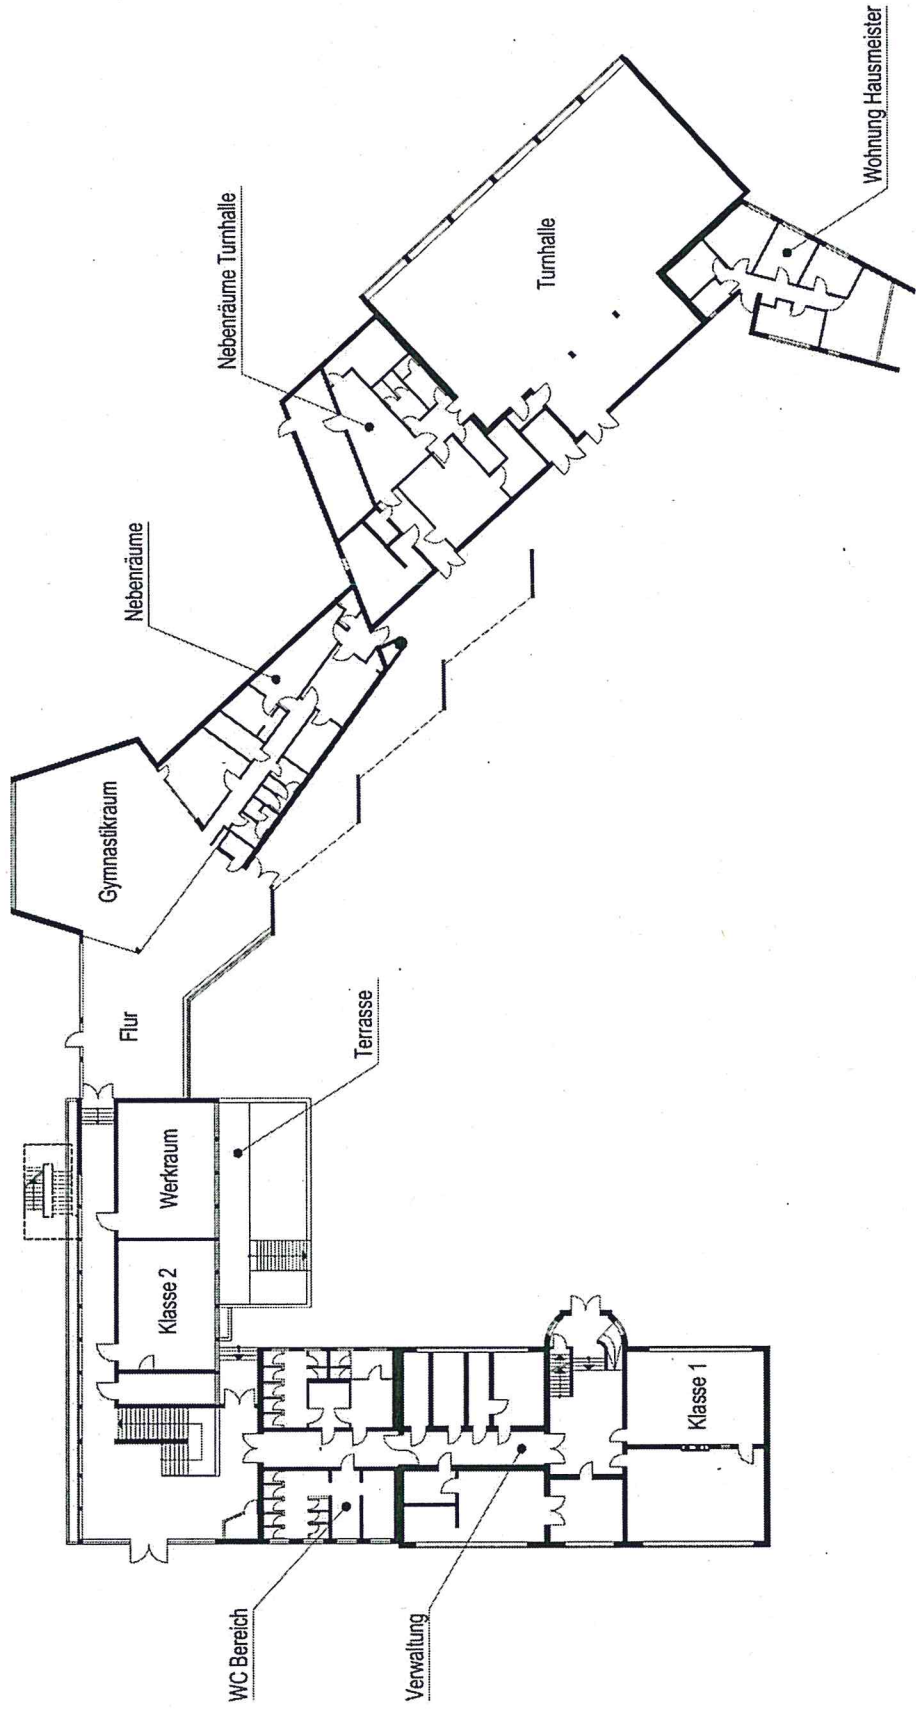 Wohnung Hausmeister
Nebenräume Turnhalle
Turnhalle
Nebenräume
Gymnastikraum
Flur
Terrasse
Werkraum
Klasse 2
Klasse 1
WC Bereich
Verwaltung